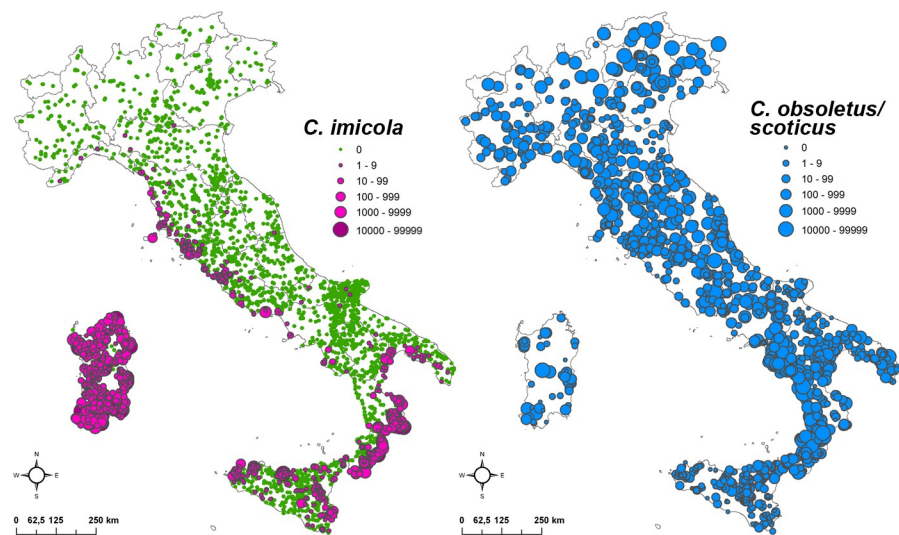 C. imicola
0
1 - 9
10 - 99
100 - 999
1000 - 9999
10000 - 99999
N
W E
S
0 62,5 125 250 km
C. obsoletus/
scoticus
0
1 - 9
10 - 99
100 - 999
1000 - 9999
10000 - 99999
N
W E
S
0 62,5 125 250 km